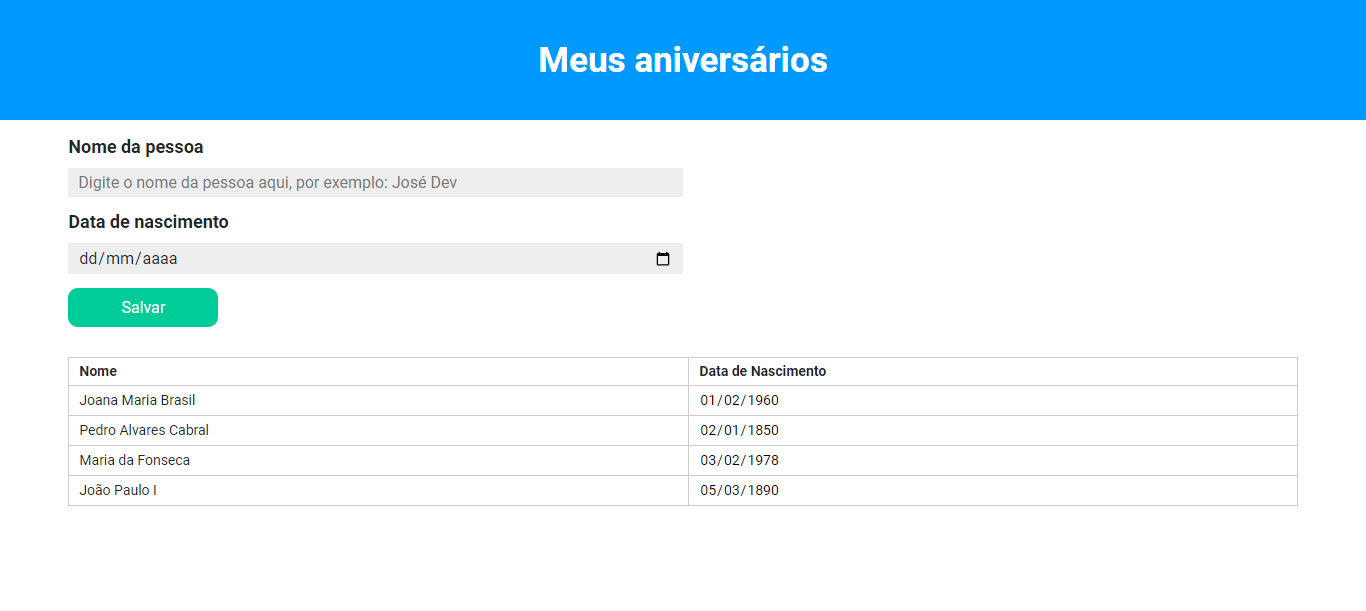 Meus aniversários
Nome da pessoa
Digite o nome da pessoa aqui, por exemplo: José Dev
Data de nascimento
dd/mm/aaaa
Salvar
Nome Data de Nascimento
Joana Maria Brasil 01/02/1960
Pedro Alvares Cabral 02/01/1850
Maria da Fonseca 03/02/1978
João Paulo I 05/03/1890